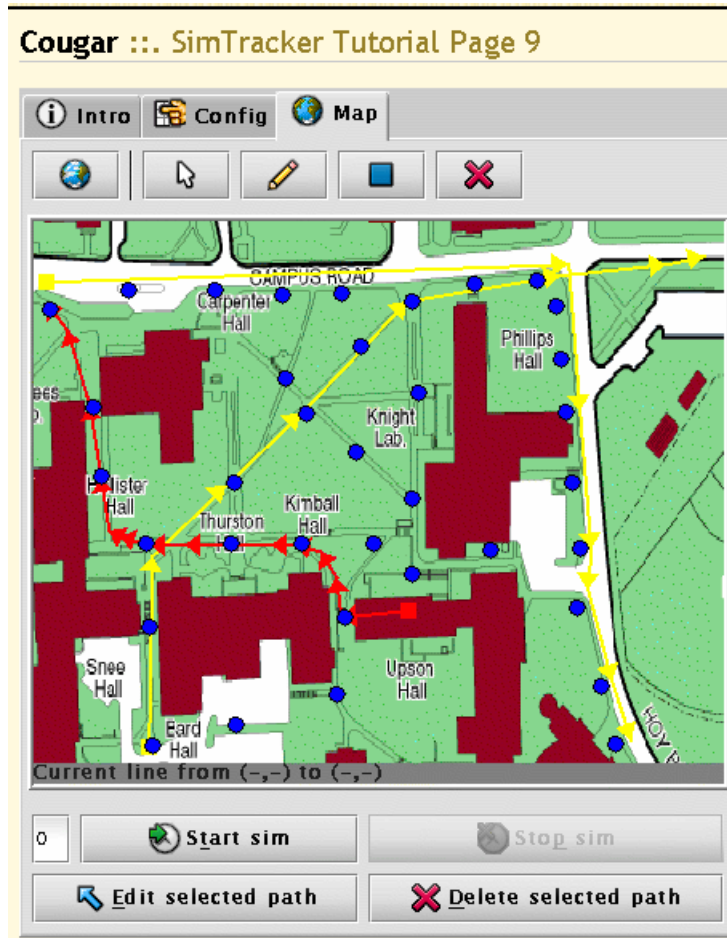 Cougar ::. SimTracker Tutorial Page 9
Intro Config Map
CAMPUS ROAD
Carpenter
Hall
Phillips
Hall
ees
Knight
Lab.
Hollister
Hall
Kimball
Hall
Thurston
Hall
Snee
Hall
Upson
Hall
Bard
Hall
HOY
Current line from (-,-) to (-,-)
0 Start sim Stop sim
Edit selected path Delete selected path